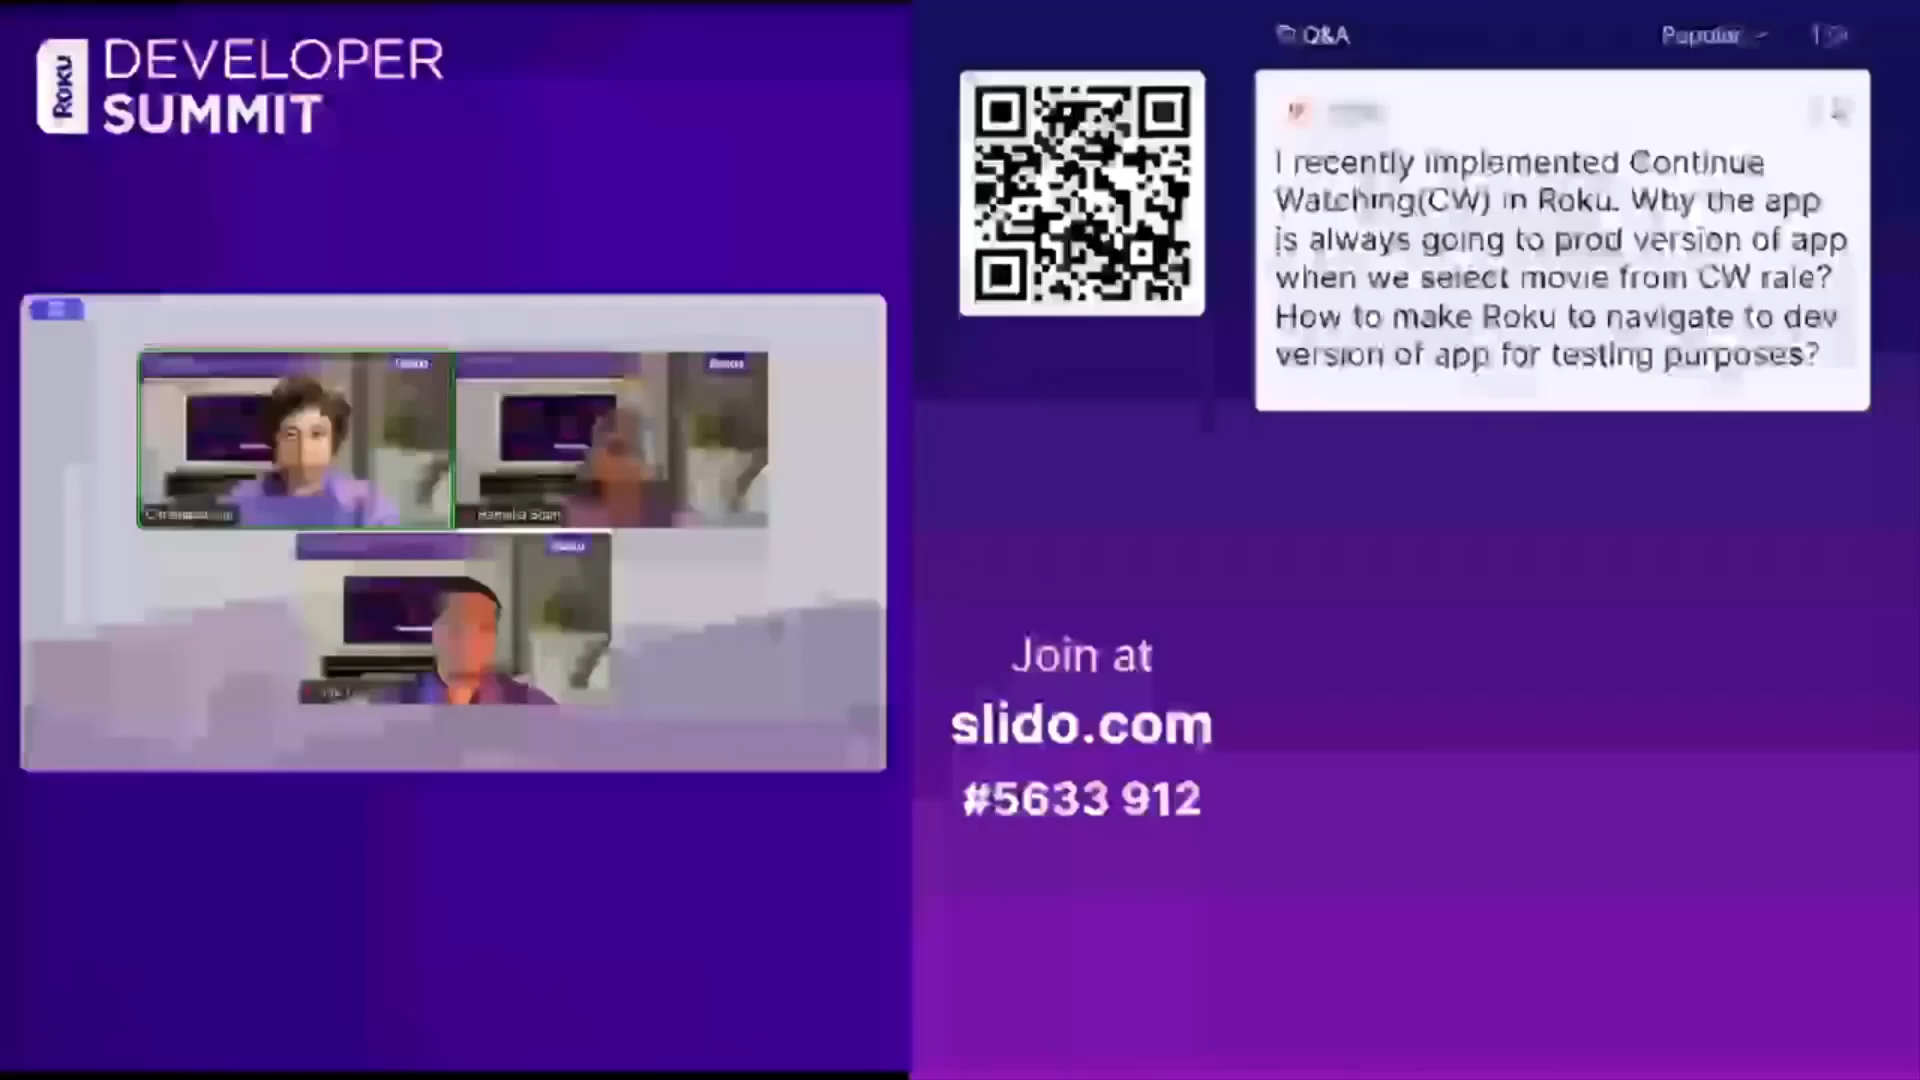 Roku
DEVELOPER
SUMMIT
Q&A
Popular
I recently implemented Continue
Watching(CW) in Roku. Why the app
is always going to prod version of app
when we select movie from CW rale?
How to make Roku to navigate to dev
version of app for testing purposes?
Join at
slido.com
#5633 912